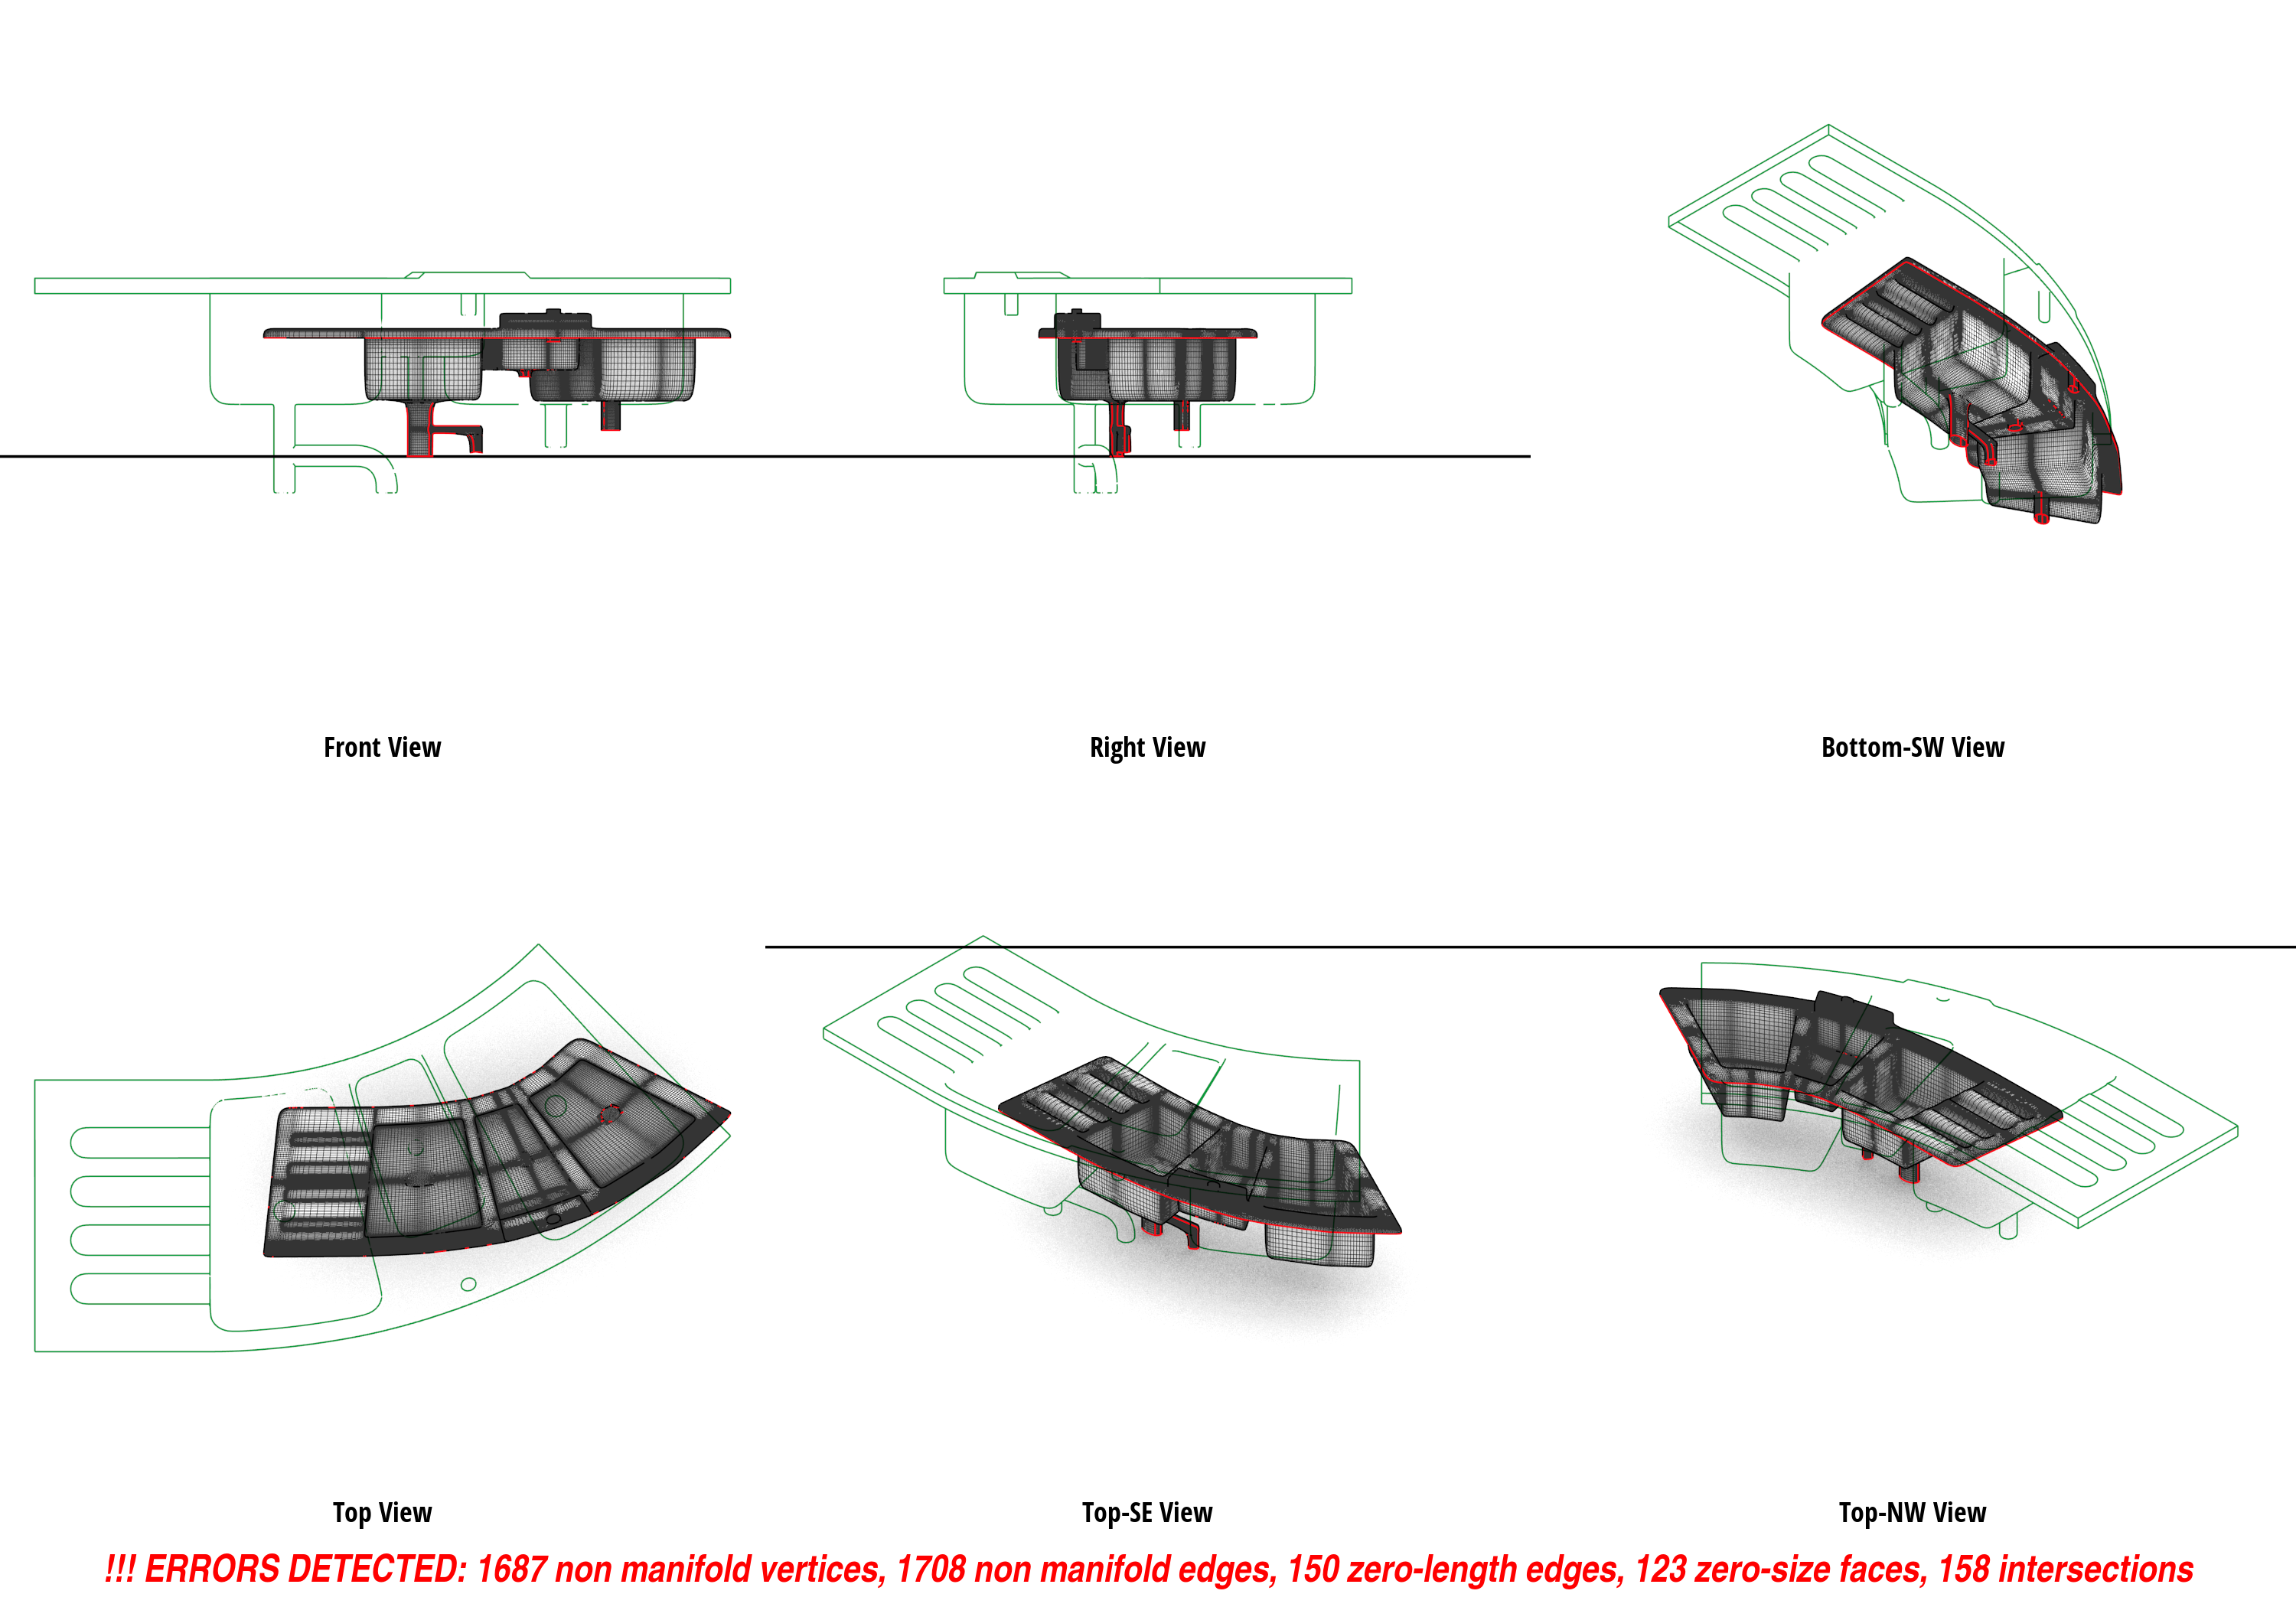 Front View
Right View
Bottom-SW View
Top View
Top-SE View
Top-NW View
!!! ERRORS DETECTED: 1687 non manifold vertices, 1708 non manifold edges, 150 zero-length edges, 123 zero-size faces, 158 intersections